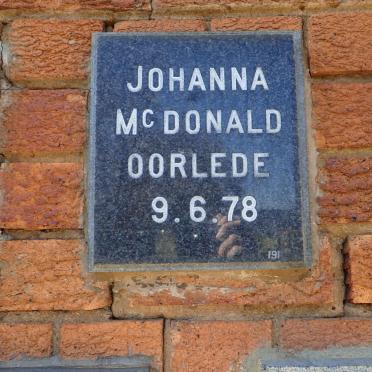 JOHANNA
McDONALD
OORLEDE
9.6.78
191